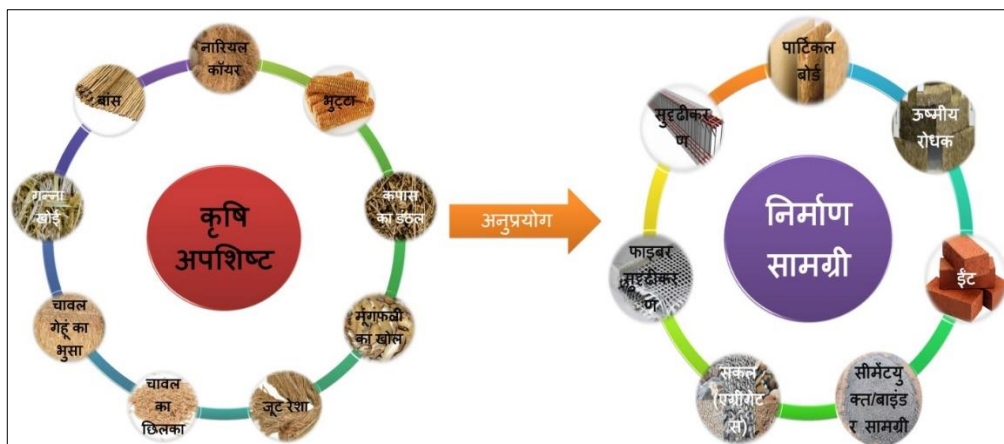 नारियल
कॉयर
भुट्टा
कपास
का डंठल
मूंगफली
का खोल
जूट रेशा
चावल
का
छिलका
चावल
गेहूं का
भुसा
गन्ना
खोई
बांस
कृषि
अपशिष्ट
अनुप्रयोग
पार्टिकल
बोर्ड
ऊष्मीय
रोधक
ईंट
सीमेंटयु
क्त/बाइंड
र सामग्री
सकल
(एग्रीगेट
स)
फाइबर
सुदृढीकर
ण
सुदृढीकर
ण
निर्माण
सामग्री